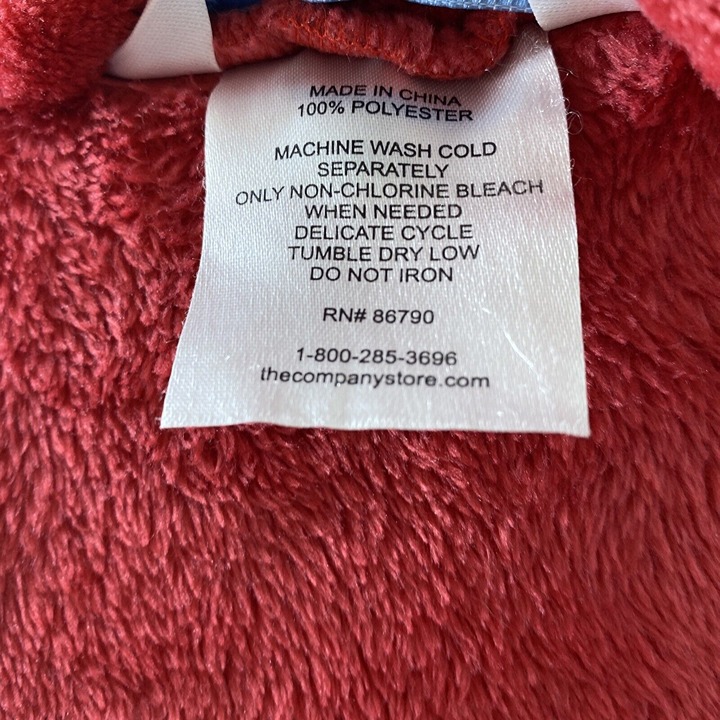 MADE IN CHINA
100% POLYESTER
MACHINE WASH COLD
SEPARATELY
ONLY NON-CHLORINE BLEACH
WHEN NEEDED
DELICATE CYCLE
TUMBLE DRY LOW
DO NOT IRON
RN# 86790
1-800-285-3696
thecompanystore.com